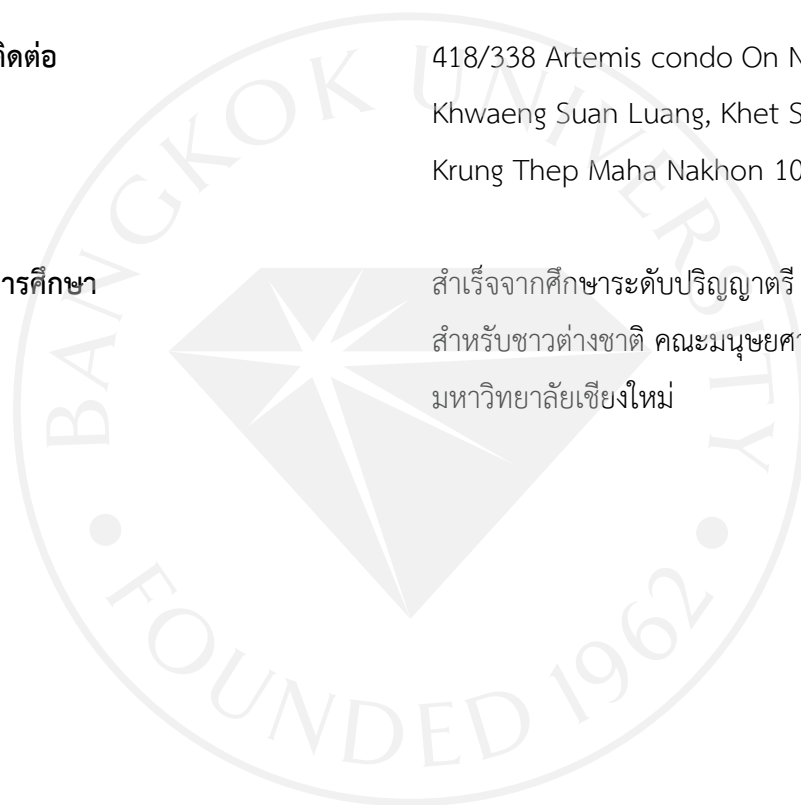 ติดต่อ 418/338 Artemis condo On N
Khwaeng Suan Luang, Khet S
Krung Thep Maha Nakhon 10
ารศึกษา สำเร็จจากศึกษาระดับปริญญาตรี
สำหรับชาวต่างชาติ คณะมนุษยศา
มหาวิทยาลัยเชียงใหม่
BANGKOK UNIVERSITY
FOUNDED 1962